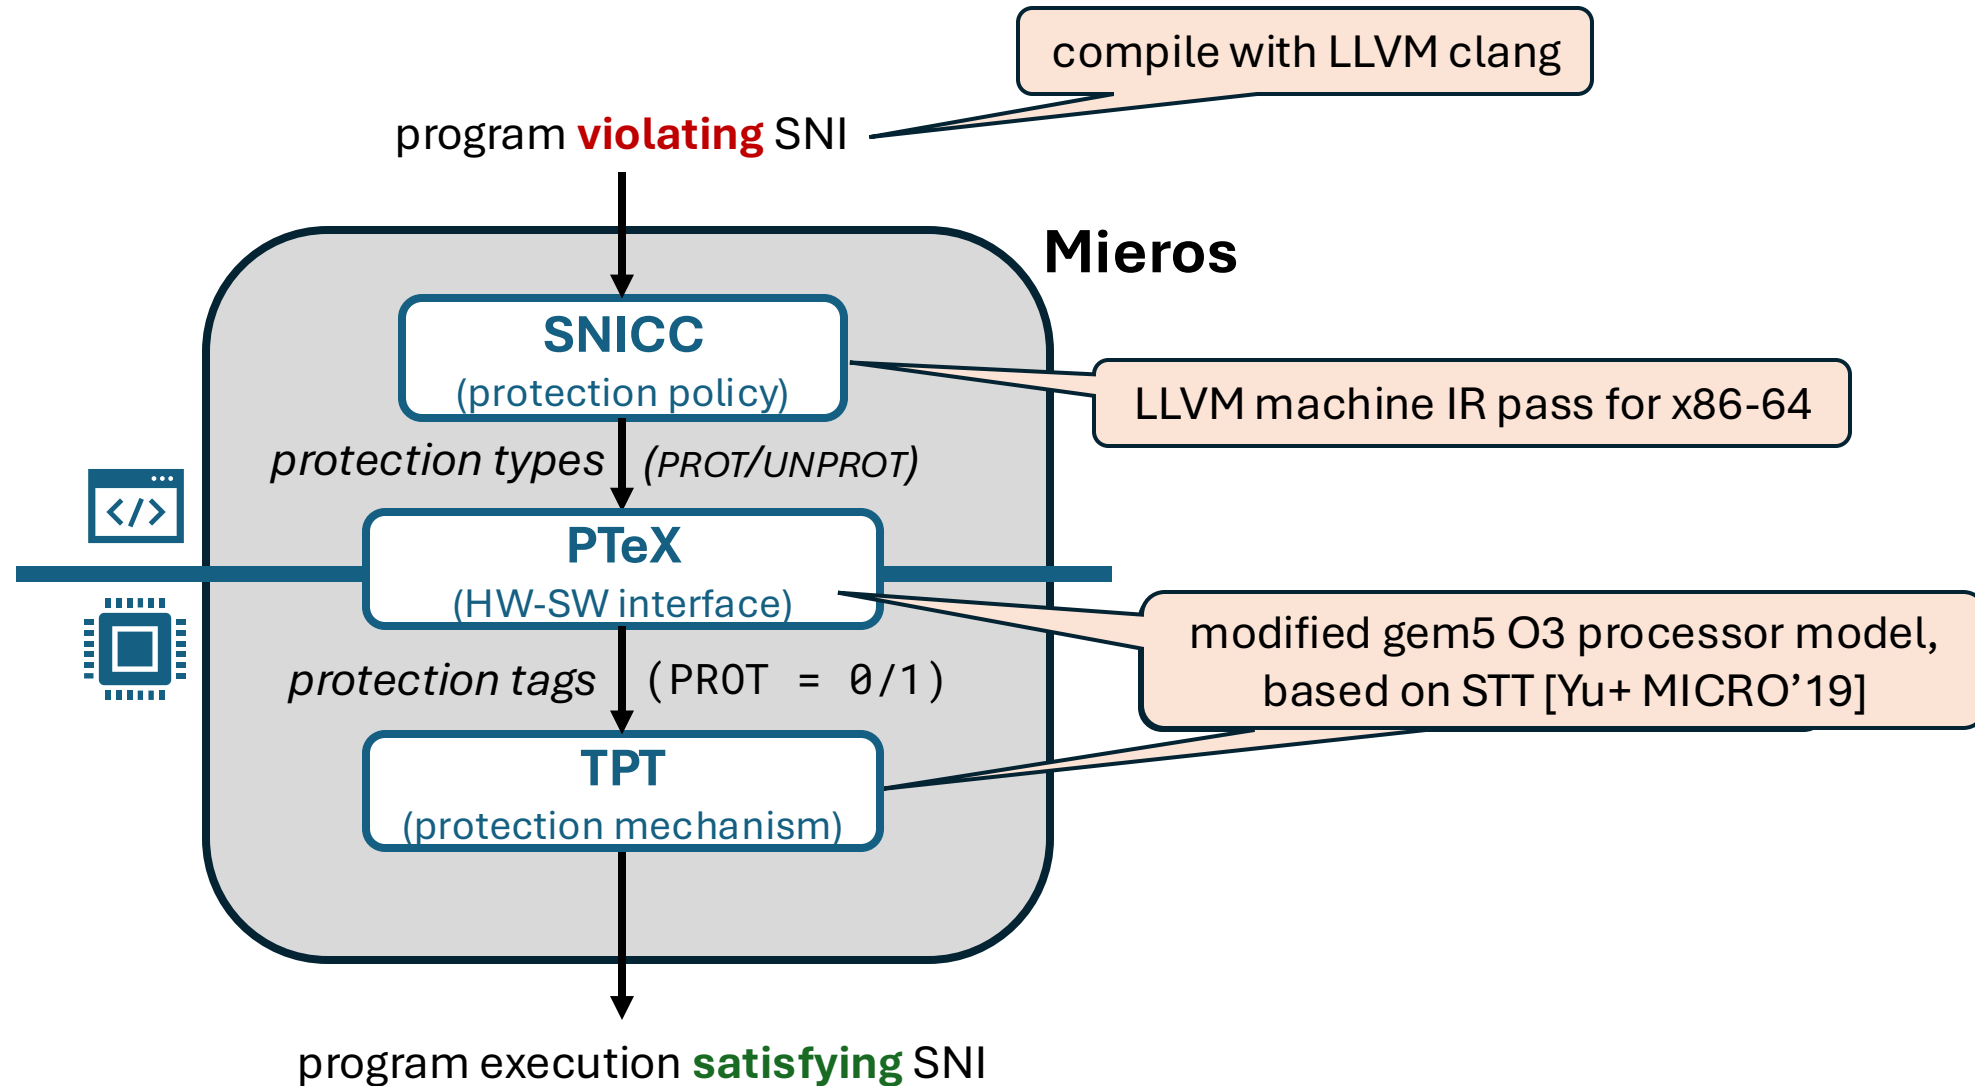 compile with LLVM clang
program violating SNI
Mieros
SNICC
(protection policy)
LLVM machine IR pass for x86-64
protection types (PROT/UNPROT)
</>
PTeX
(HW-SW interface)
modified gem5 O3 processor model,
based on STT [Yu+ MICRO’19]
protection tags (PROT = 0/1)
TPT
(protection mechanism)
program execution satisfying SNI